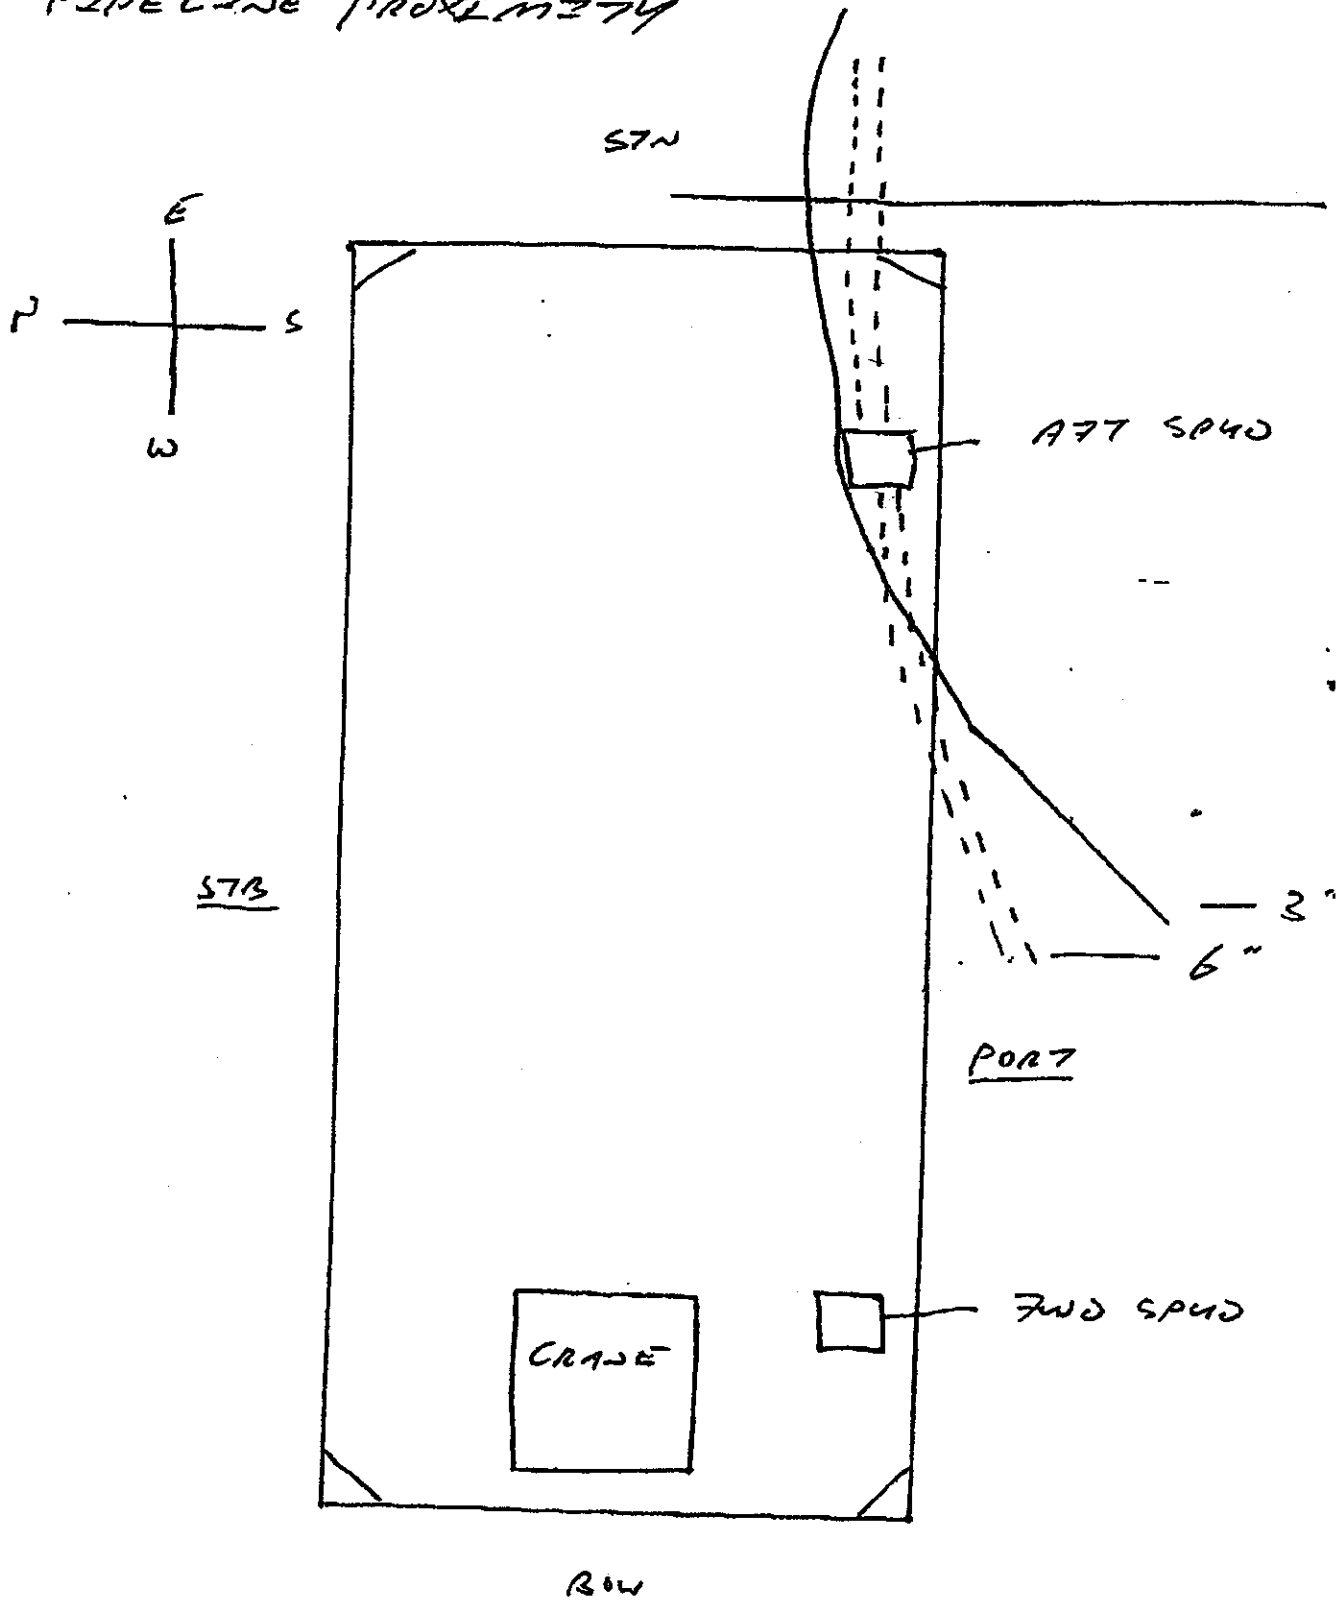 PIPELINE PROXIMITY
STN
E
N
S
W
AFT SPUD
STB
3"
6"
PORT
FWD SPUD
CRANE
BOW